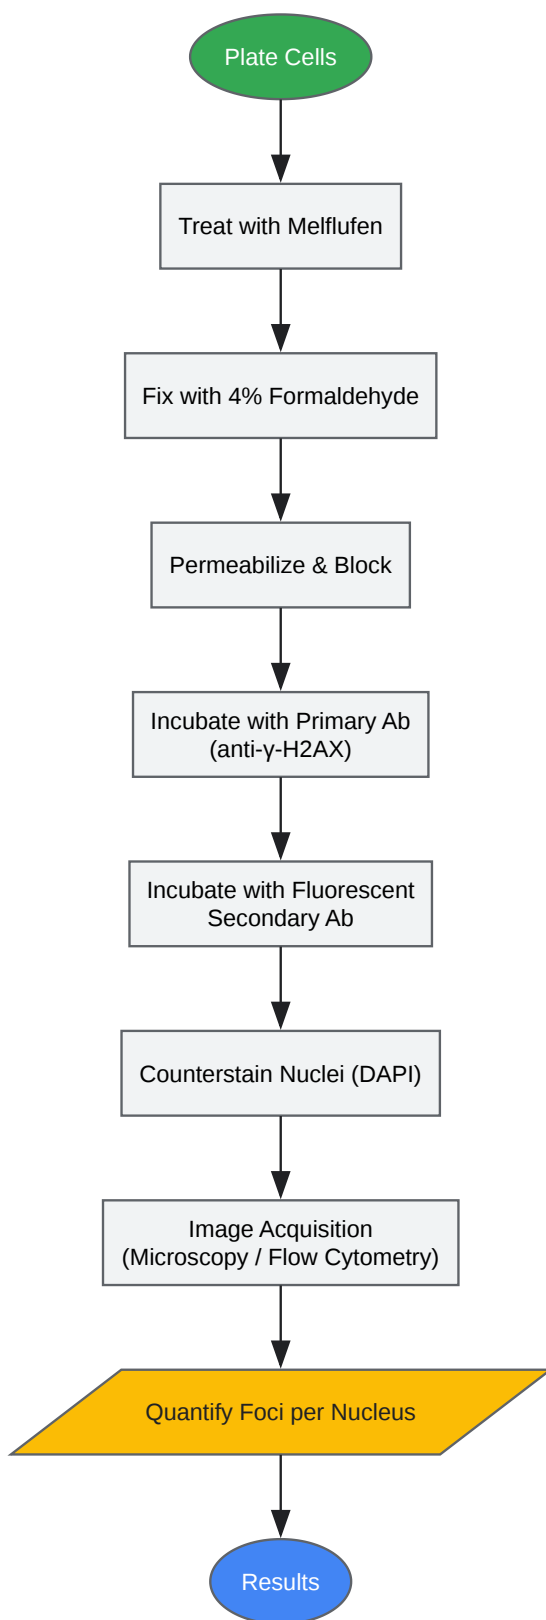 Plate Cells
Treat with Melflufen
Fix with 4% Formaldehyde
Permeabilize & Block
Incubate with Primary Ab
(anti-γ-H2AX)
Incubate with Fluorescent
Secondary Ab
Counterstain Nuclei (DAPI)
Image Acquisition
(Microscopy / Flow Cytometry)
Quantify Foci per Nucleus
Results